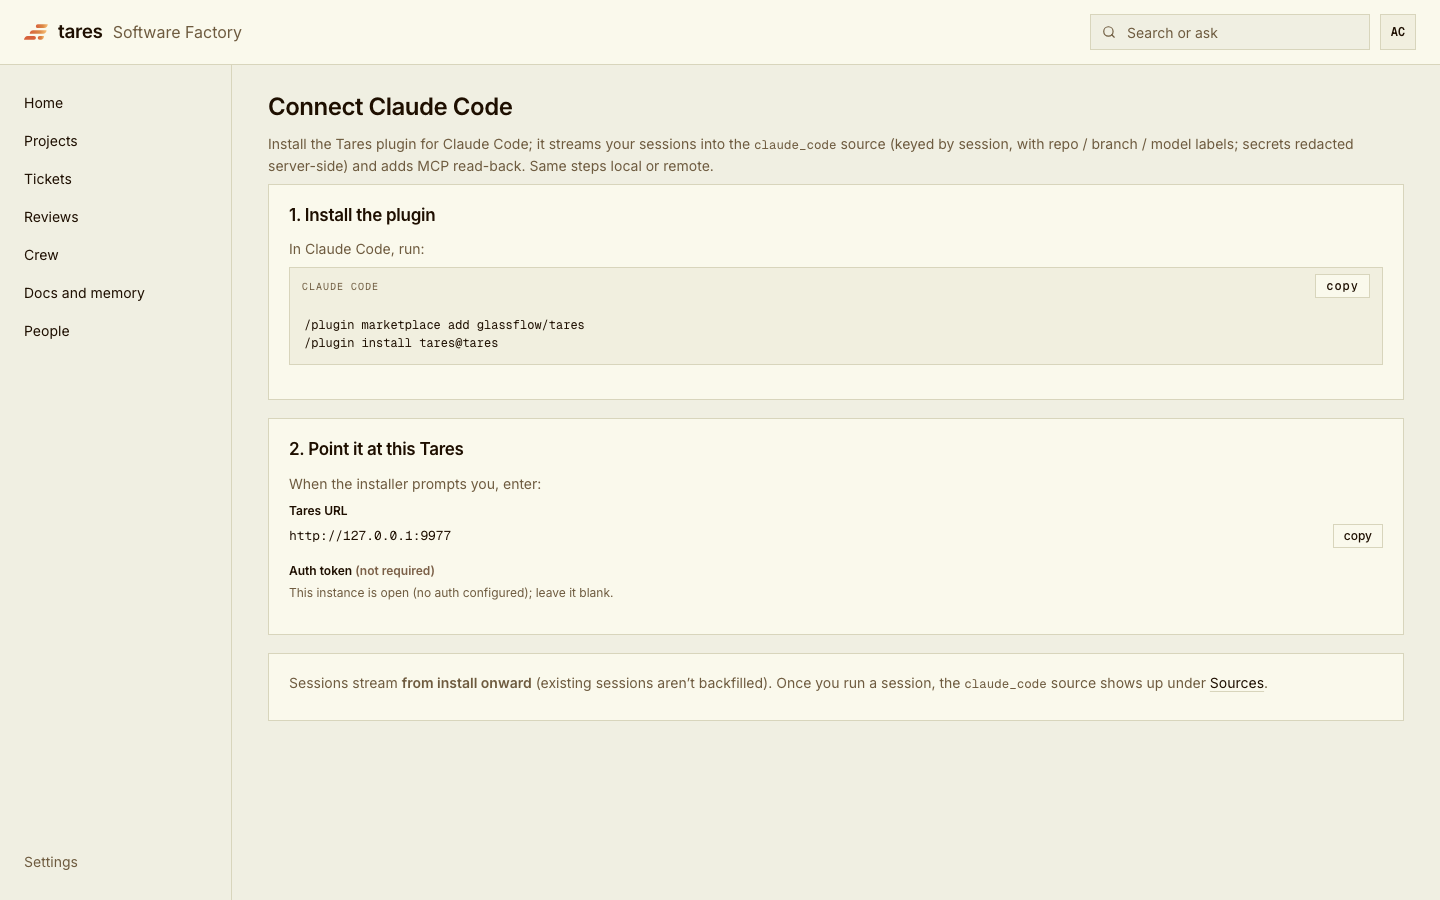 tares Software Factory
Search or ask
AC
Home
Projects
Tickets
Reviews
Crew
Docs and memory
People
Settings
Connect Claude Code
Install the Tares plugin for Claude Code; it streams your sessions into the claude_code source (keyed by session, with repo / branch / model labels; secrets redacted
server-side) and adds MCP read-back. Same steps local or remote.
1. Install the plugin
In Claude Code, run:
CLAUDE CODE
copy
/plugin marketplace add glassflow/tares
/plugin install tares@tares
2. Point it at this Tares
When the installer prompts you, enter:
Tares URL
http://127.0.0.1:9977
copy
Auth token (not required)
This instance is open (no auth configured); leave it blank.
Sessions stream from install onward (existing sessions aren’t backfilled). Once you run a session, the claude_code source shows up under Sources.